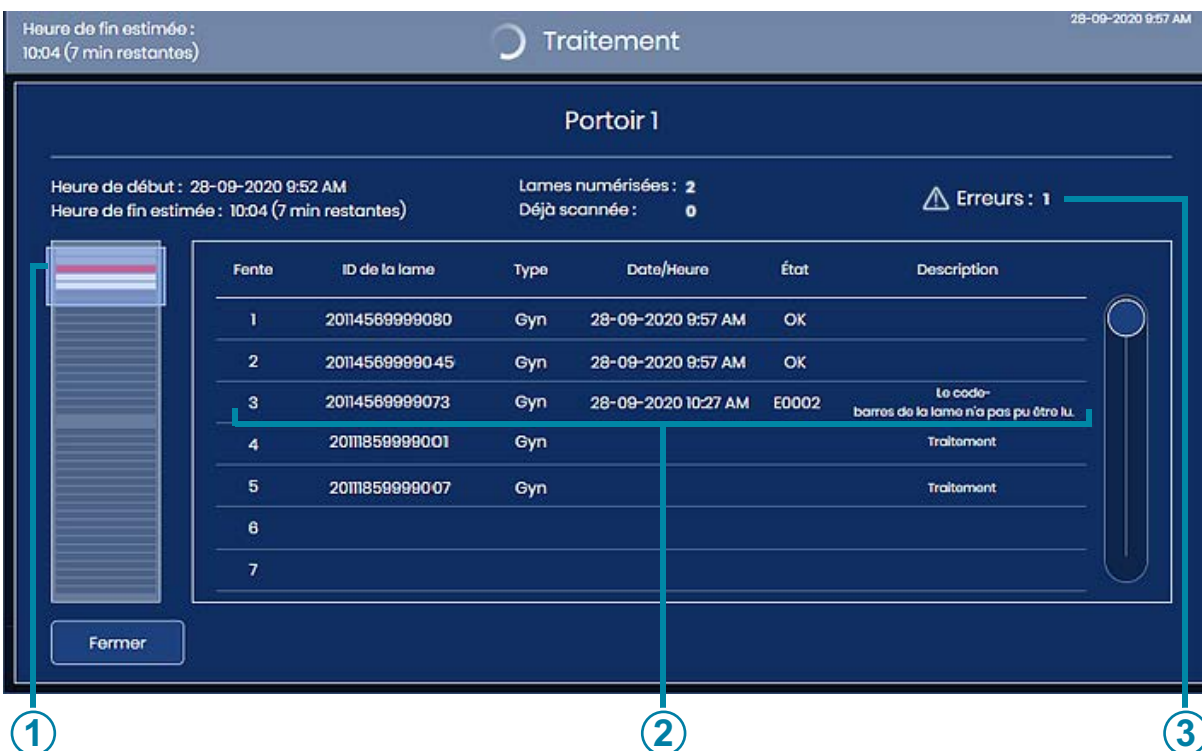 Heure de fin estimée :
10:04 (7 min restantes)
Traitement
28-09-2020 9:57 AM
Portoir 1
Heure de début : 28-09-2020 9:52 AM
Heure de fin estimée : 10:04 (7 min restantes)
Lames numérisées : 2
Déjà scannée : 0
Erreurs : 1
Fente ID de la lame Type Date/Heure État Description
1 20114569999080 Gyn 28-09-2020 9:57 AM OK
2 20114569999045 Gyn 28-09-2020 9:57 AM OK
3 20114569999073 Gyn 28-09-2020 10:27 AM E0002 Le code-
barres de la lame n'a pas pu être lu.
4 20111859999001 Gyn Traitement
5 20111859999007 Gyn Traitement
6
7
Fermer
1 2 3